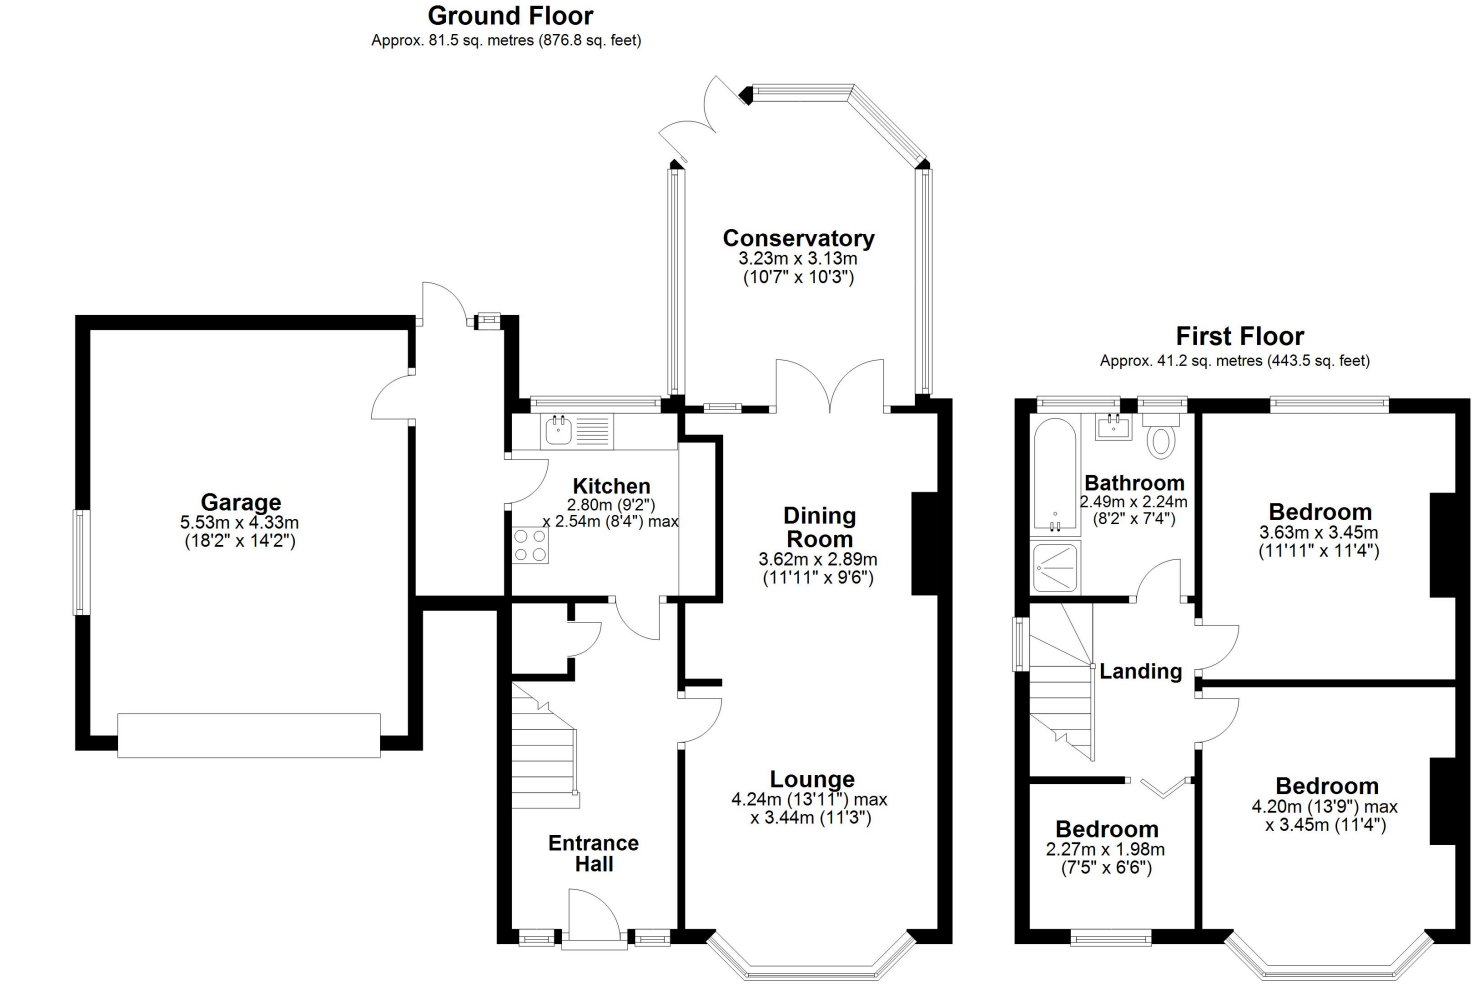 Ground Floor
Approx. 81.5 sq. metres (876.8 sq. feet)
Conservatory
3.23m x 3.13m
(10'7" x 10'3")
Garage
5.53m x 4.33m
(18'2" x 14'2")
Kitchen
2.80m (9'2")
x 2.54m (8'4") max
Dining
Room
3.62m x 2.89m
(11'11" x 9'6")
Lounge
4.24m (13'11") max
x 3.44m (11'3")
Entrance
Hall
First Floor
Approx. 41.2 sq. metres (443.5 sq. feet)
Bathroom
2.49m x 2.24m
(8'2" x 7'4")
Bedroom
3.63m x 3.45m
(11'11" x 11'4")
Landing
Bedroom
4.20m (13'9") max
x 3.45m (11'4")
Bedroom
2.27m x 1.98m
(7'5" x 6'6")